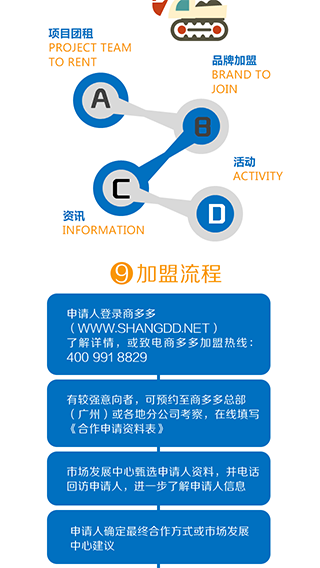 项目团租
PROJECT TEAM
TO RENT
品牌加盟
BRAND TO
JOIN
A
B
活动
ACTIVITY
C
D
资讯
INFORMATION
9 加盟流程
申请人登录商多多
（WWW.SHANGDD.NET）
了解详情，或致电商多多加盟热线：
400 991 8829
有较强意向者，可预约至商多多总部
（广州）或各地分公司考察，在线填写
《合作申请资料表》
市场发展中心甄选申请人资料，并电话
回访申请人，进一步了解申请人信息
申请人确定最终合作方式或市场发展
中心建议